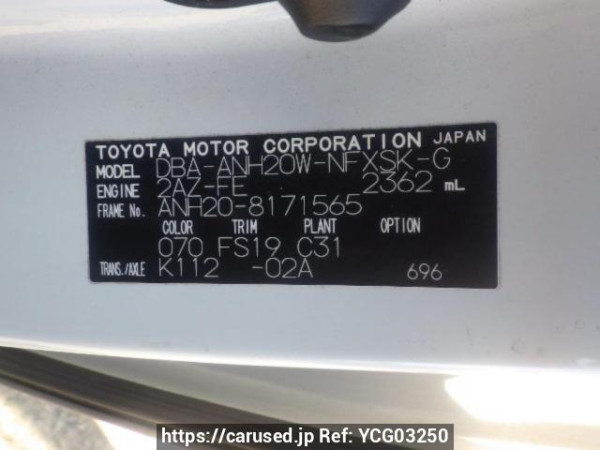 TOYOTA MOTOR CORPORATION JAPAN
MODEL DBA-ANH20W-NFXSK-G
ENGINE 2AZ-FE 2362 mL
FRAME No. ANH20-8171565
COLOR TRIM PLANT OPTION
070 FS19 C31
TRANS./AXLE K112 -02A 696
https://carused.jp Ref: YCG03250